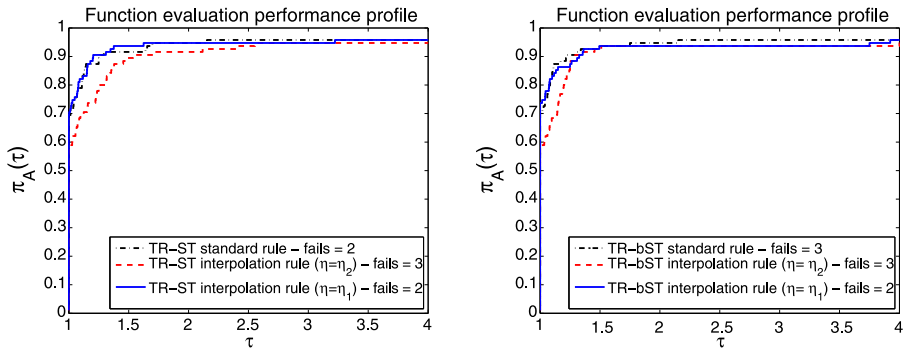 Function evaluation performance profile
1
0.9
0.8
0.7
0.6
0.5
0.4
0.3
0.2
0.1
0
π_A(τ)
TR−ST standard rule − fails = 2
TR−ST interpolation rule (η=η₂) − fails = 3
TR−ST interpolation rule (η=η₁) − fails = 2
1 1.5 2 2.5 3 3.5 4
τ
Function evaluation performance profile
1
0.9
0.8
0.7
0.6
0.5
0.4
0.3
0.2
0.1
0
π_A(τ)
TR−bST standard rule − fails = 3
TR−bST interpolation rule (η= η₂) − fails = 3
TR−bST interpolation rule (η= η₁) − fails = 2
1 1.5 2 2.5 3 3.5 4
τ